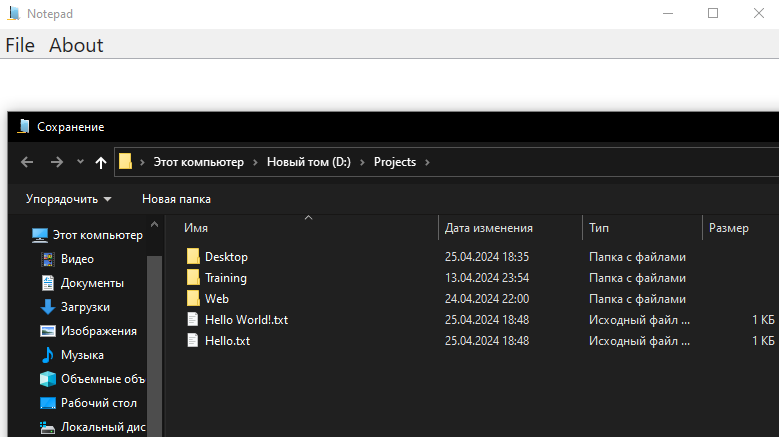 Notepad
File About
Сохранение
Этот компьютер › Новый том (D:) › Projects ›
Упорядочить Новая папка
Имя Дата изменения Тип Размер
Этот компьютер
Видео
Документы
Загрузки
Изображения
Музыка
Объемные объ
Рабочий стол
Локальный дис
Desktop 25.04.2024 18:35 Папка с файлами
Training 13.04.2024 23:54 Папка с файлами
Web 24.04.2024 22:00 Папка с файлами
Hello World!.txt 25.04.2024 18:48 Исходный файл ... 1 КБ
Hello.txt 25.04.2024 18:48 Исходный файл ... 1 КБ